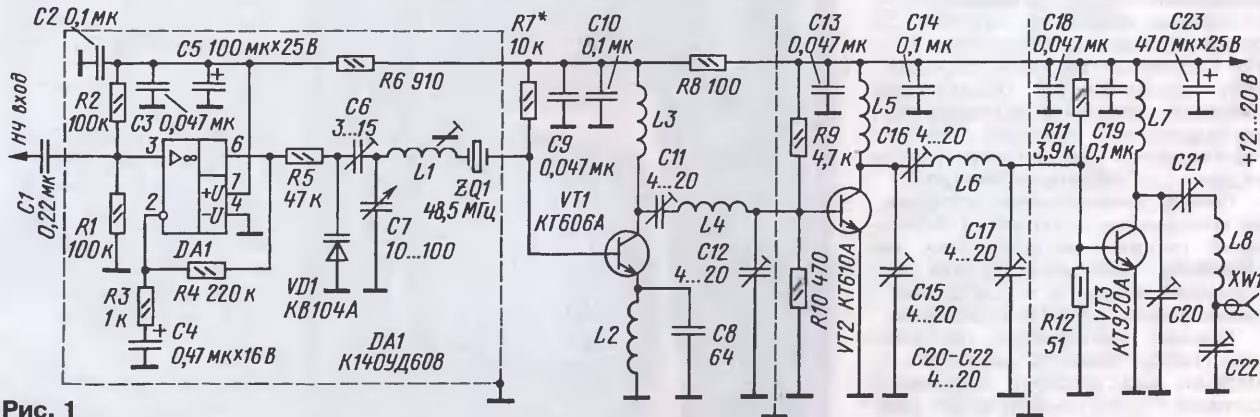 C2 0,1 мк
C5 100 мк×25 В
R6 910
R2
100к
C3 0,047 мк
НЧ вход
C1
0,22 мк
R1
100 к
3
▷∞
6
7
+U
4
-U
2
DA1
R4 220 к
R3
1 к
C4
0,47 мк×16 В
R5
47 к
C6
3...15
VD1
КВ104А
C7
10...100
L1
ZQ1
48,5 МГц
DA1
К140УД608
R7*
10 к
C10
0,1 мк
R8 100
C9
0,047 мк
L3
VT1
КТ606А
C11
4...20
L4
L2
C8
64
C12
4...20
C13
0,047 мк
C14
0,1 мк
R9
4,7 к
L5
C16 4...20
L6
R10 470
VT2 КТ610А
C15
4...20
C17
4...20
C20-C22
4...20
C18
0,047 мк
C23
470 мк×25 В
+12...20 В
R11
3,9 к
C19
0,1 мк
L7
C21
L8
XW1
R12
51
VT3
КТ920А
C20
C22
Рис. 1